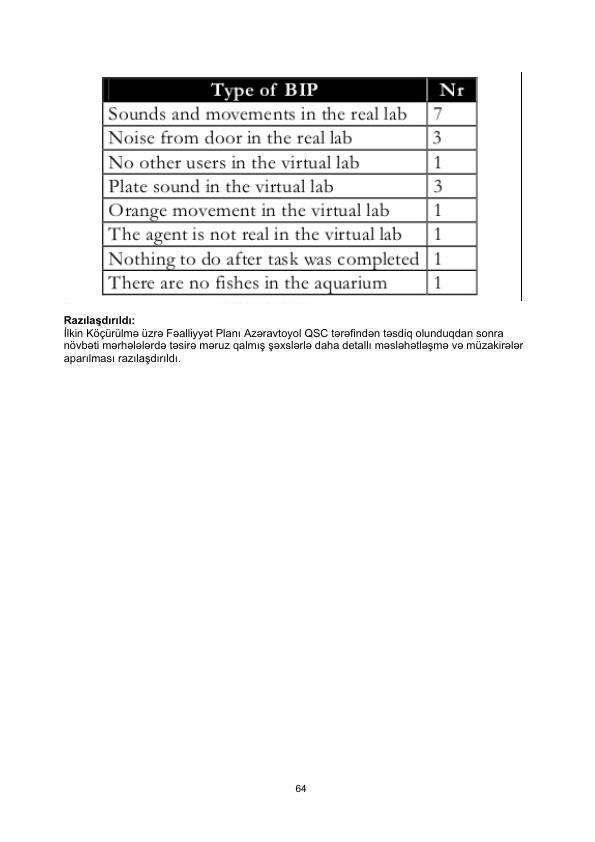 Type of BIP Nr
Sounds and movements in the real lab 7
Noise from door in the real lab 3
No other users in the virtual lab 1
Plate sound in the virtual lab 3
Orange movement in the virtual lab 1
The agent is not real in the virtual lab 1
Nothing to do after task was completed 1
There are no fishes in the aquarium 1
Razılaşdırıldı:
İlkin Köçürülmə üzrə Fəalliyyət Planı Azəravtoyol QSC tərəfindən təsdiq olunduqdan sonra
növbəti mərhələlərdə təsirə məruz qalmış şəxslərlə daha detallı məsləhətləşmə və müzakirələr
aparılması razılaşdırıldı.
64